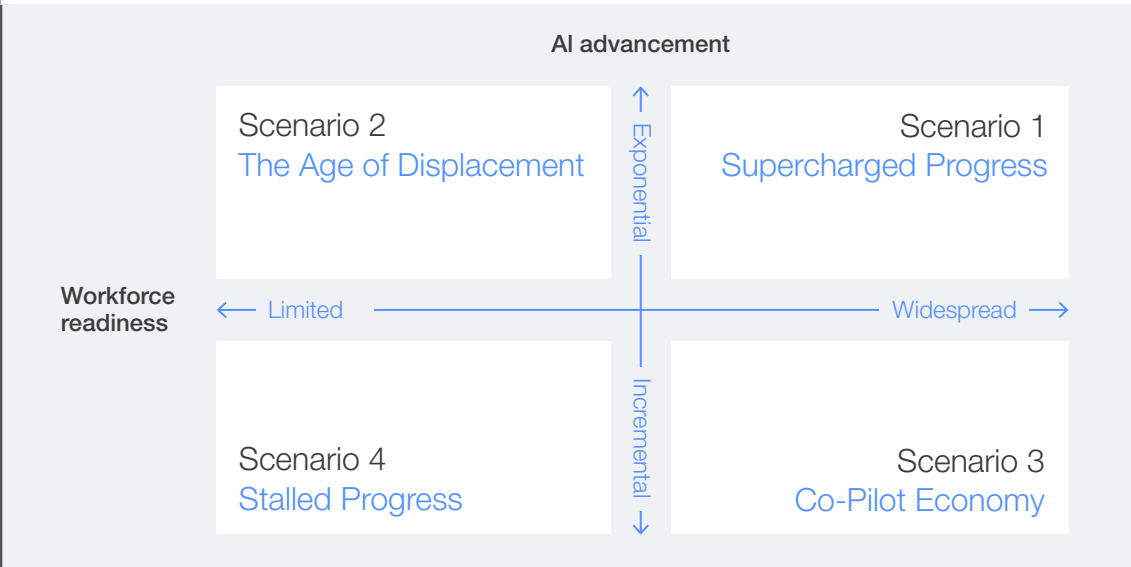 AI advancement
Scenario 2
The Age of Displacement
Exponential
Scenario 1
Supercharged Progress
Workforce
readiness
Limited
Widespread
Scenario 4
Stalled Progress
Incremental
Scenario 3
Co-Pilot Economy